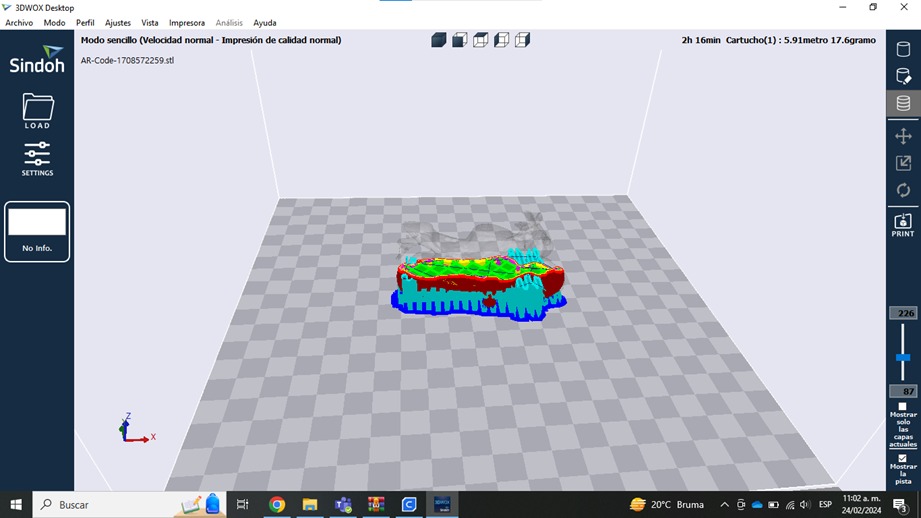 3DWOX Desktop
Archivo Modo Perfil Ajustes Vista Impresora Análisis Ayuda
Sindoh
Modo sencillo (Velocidad normal - Impresión de calidad normal)
2h 16min Cartucho(1) : 5.91metro 17.6gramo
AR-Code-1708572259.stl
LOAD
SETTINGS
No Info.
PRINT
226
87
Mostrar
solo
las
capas
actuales
Mostrar
la
pista
Z
X
Buscar
20°C Bruma
ESP
11:02 a. m.
24/02/2024
3